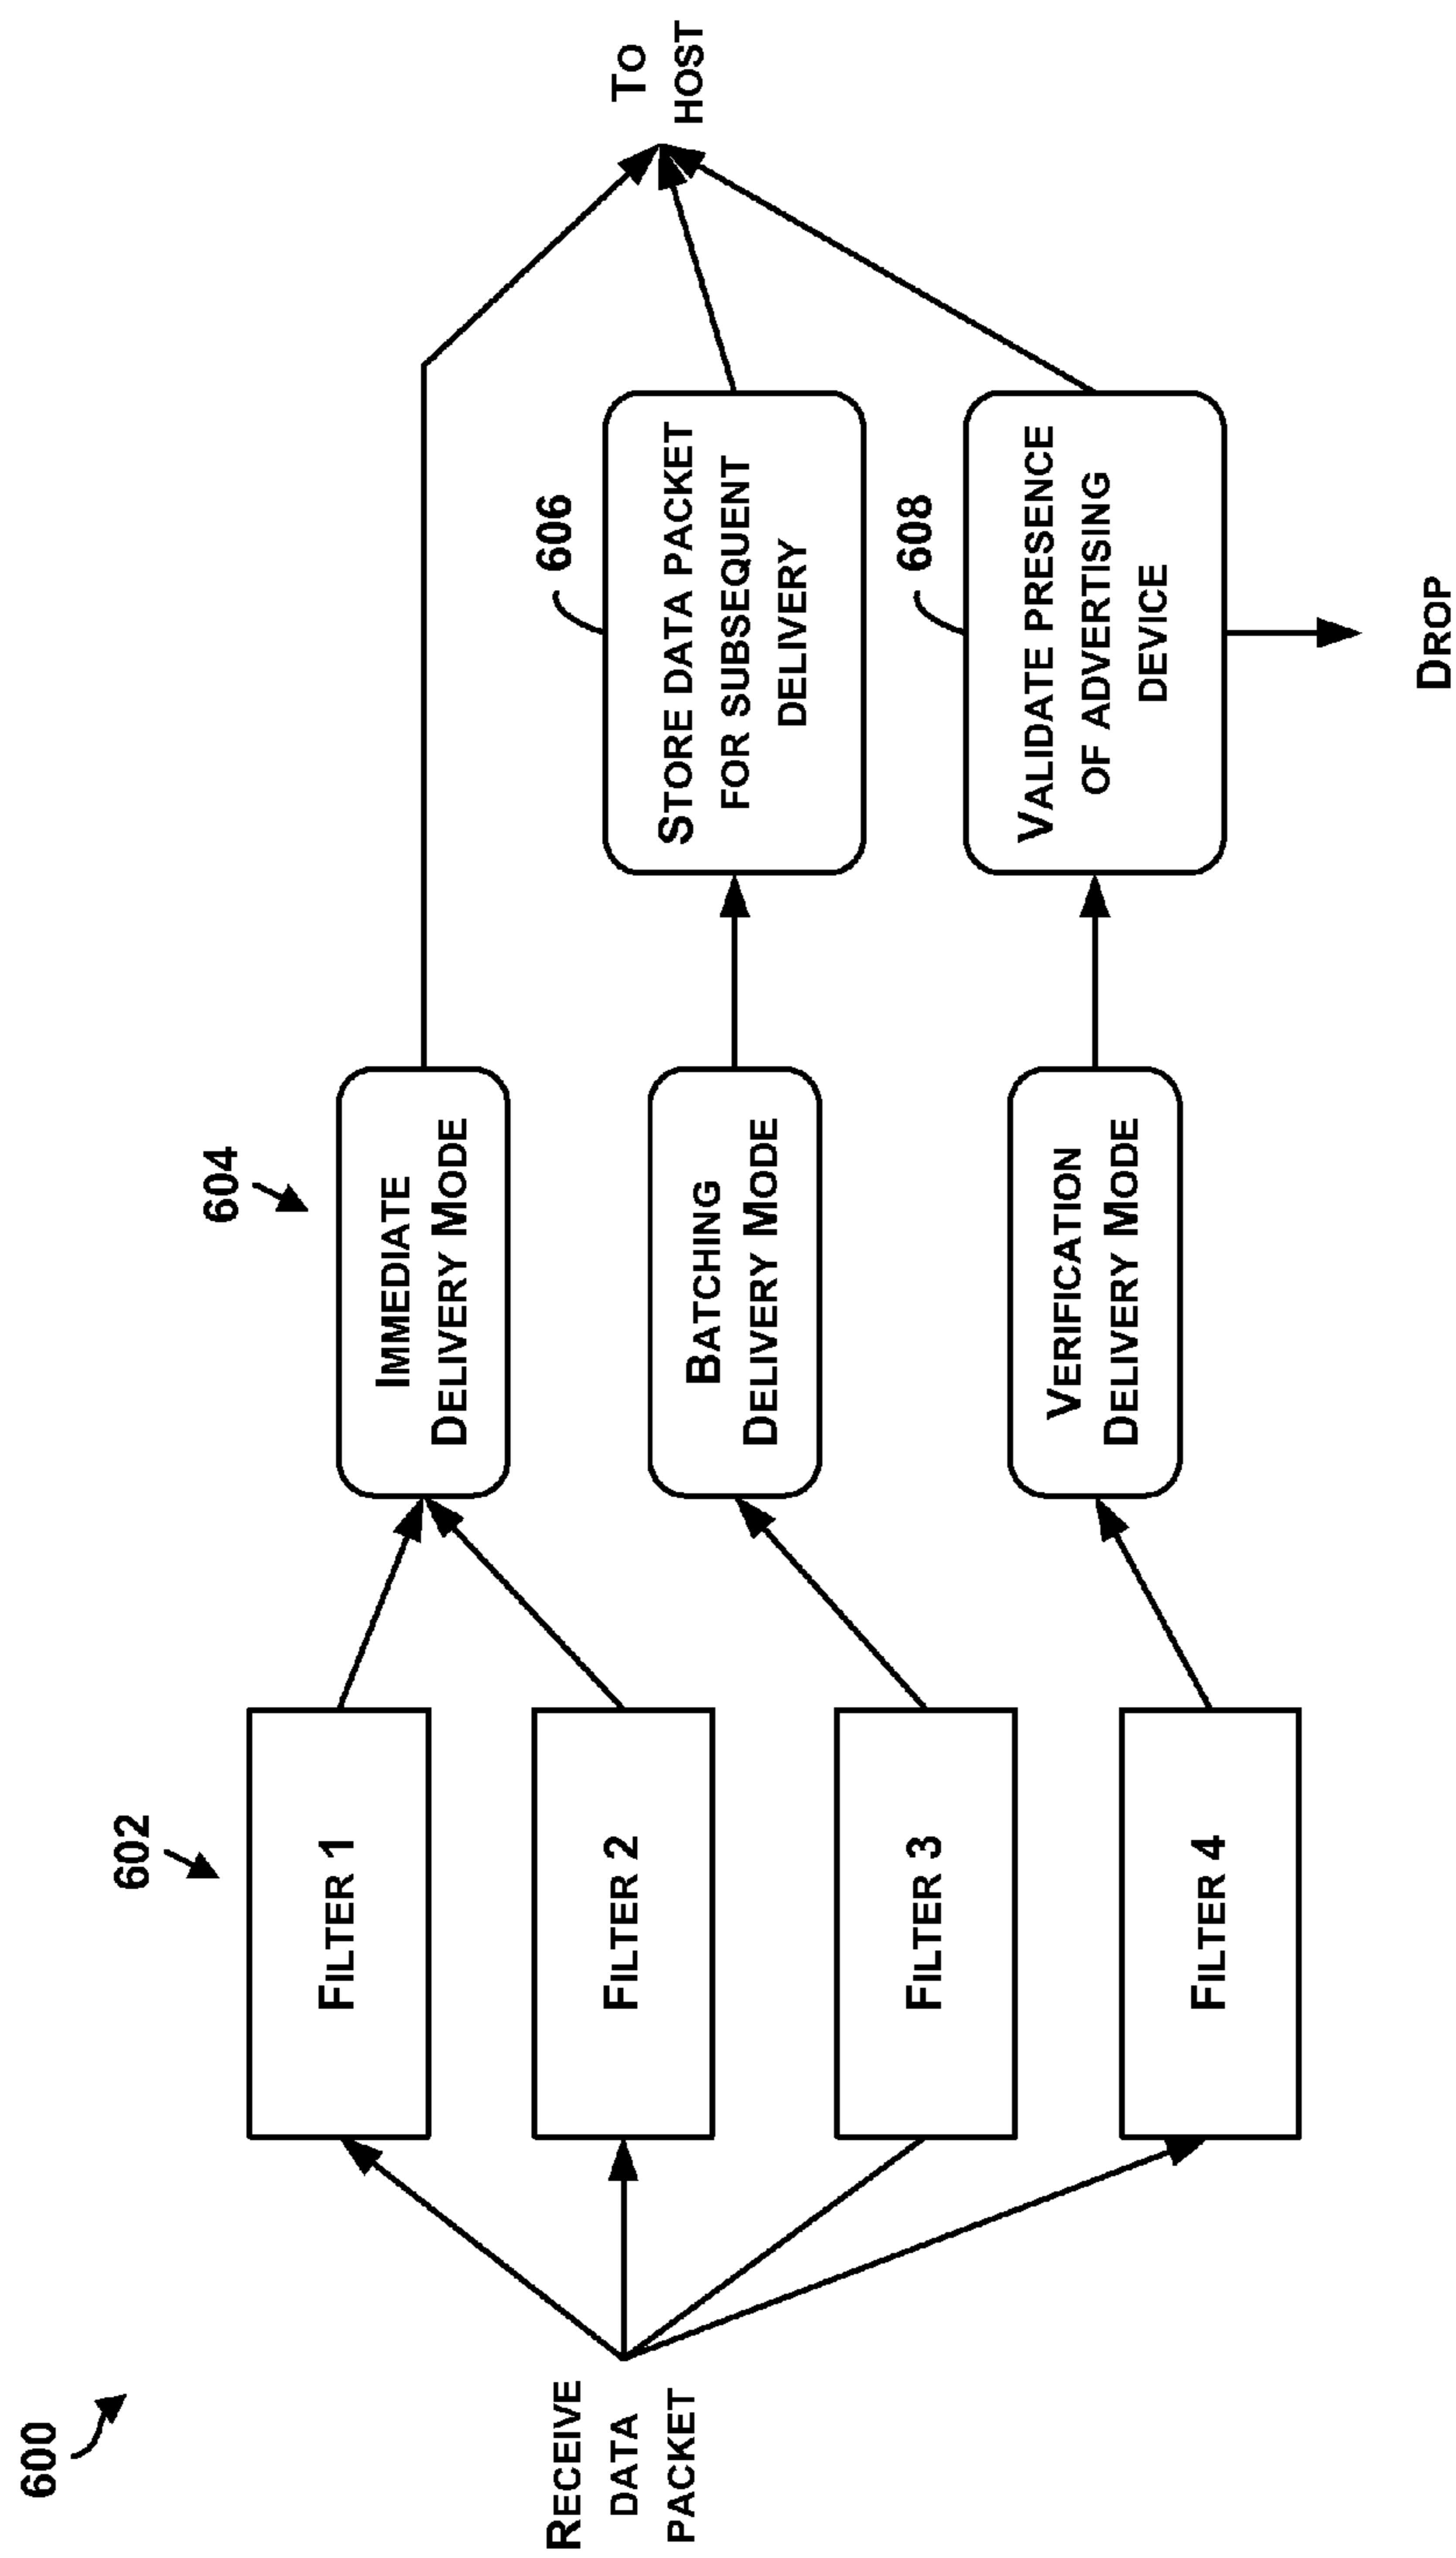 600
602
604
606
608
RECEIVE
DATA
PACKET
FILTER 1
FILTER 2
FILTER 3
FILTER 4
IMMEDIATE
DELIVERY MODE
BATCHING
DELIVERY MODE
VERIFICATION
DELIVERY MODE
STORE DATA PACKET
FOR SUBSEQUENT
DELIVERY
VALIDATE PRESENCE
OF ADVERTISING
DEVICE
TO
HOST
DROP